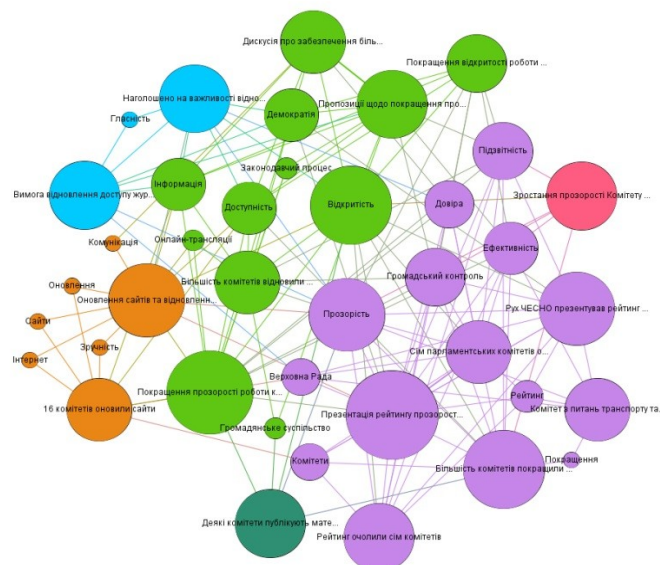 Дискусія про забезпечення біль...
Покращення відкритості роботи ...
Наголошено на важливості відно...
Пропозиції щодо покращення про...
Гласність
Демократія
Підзвітність
Законодавчий процес
Інформація
Вимога відновлення доступу жур...
Зростання прозорості Комітету ...
Доступність
Відкритість
Довіра
Комунікація
Онлайн-трансляції
Ефективність
Громадський контроль
Оновлення
Більшість комітетів відновили ...
Оновлення сайтів та відновленн...
Рух ЧЕСНО презентував рейтинг ...
Прозорість
Сайти
Зручність
Сім парламентських комітетів о...
Інтернет
Верховна Рада
Покращення прозорості роботи к...
Рейтинг
16 комітетів оновили сайти
Презентація рейтингу прозорост...
Комітет з питань транспорту та...
Громадянське суспільство
Комітети
Покращення
Більшість комітетів покращили ...
Деякі комітети публікують мате...
Рейтинг очолили сім комітетів